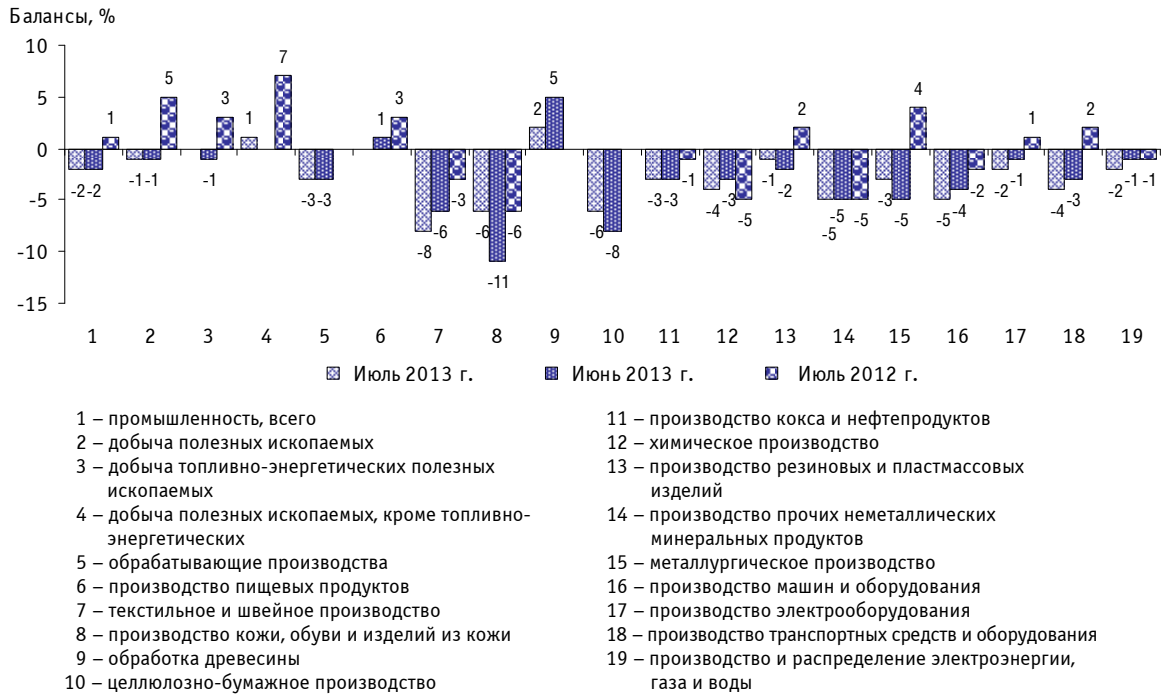 Балансы, %
10
5
0
-5
-10
-15
-2 -2 1
-1 -1 5
-1 3
1 7
-3 -3
1 3
-8 -6 -3
-6 -11 -6
2 5
-6 -8
-3 -3 -1
-4 -3 -5
-1 -2 2
-5 -5 -5
-3 -5 4
-5 -4 -2
-2 -1 1
-4 -3 2
-2 -1 -1
1 2 3 4 5 6 7 8 9 10 11 12 13 14 15 16 17 18 19
Июль 2013 г. Июнь 2013 г. Июль 2012 г.
1 – промышленность, всего
2 – добыча полезных ископаемых
3 – добыча топливно-энергетических полезных
ископаемых
4 – добыча полезных ископаемых, кроме топливно-
энергетических
5 – обрабатывающие производства
6 – производство пищевых продуктов
7 – текстильное и швейное производство
8 – производство кожи, обуви и изделий из кожи
9 – обработка древесины
10 – целлюлозно-бумажное производство
11 – производство кокса и нефтепродуктов
12 – химическое производство
13 – производство резиновых и пластмассовых
изделий
14 – производство прочих неметаллических
минеральных продуктов
15 – металлургическое производство
16 – производство машин и оборудования
17 – производство электрооборудования
18 – производство транспортных средств и оборудования
19 – производство и распределение электроэнергии,
газа и воды